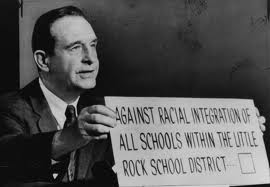 AGAINST RACIAL INTEGRATION OF
ALL SCHOOLS WITHIN THE LITTLE
ROCK SCHOOL DISTRICT---